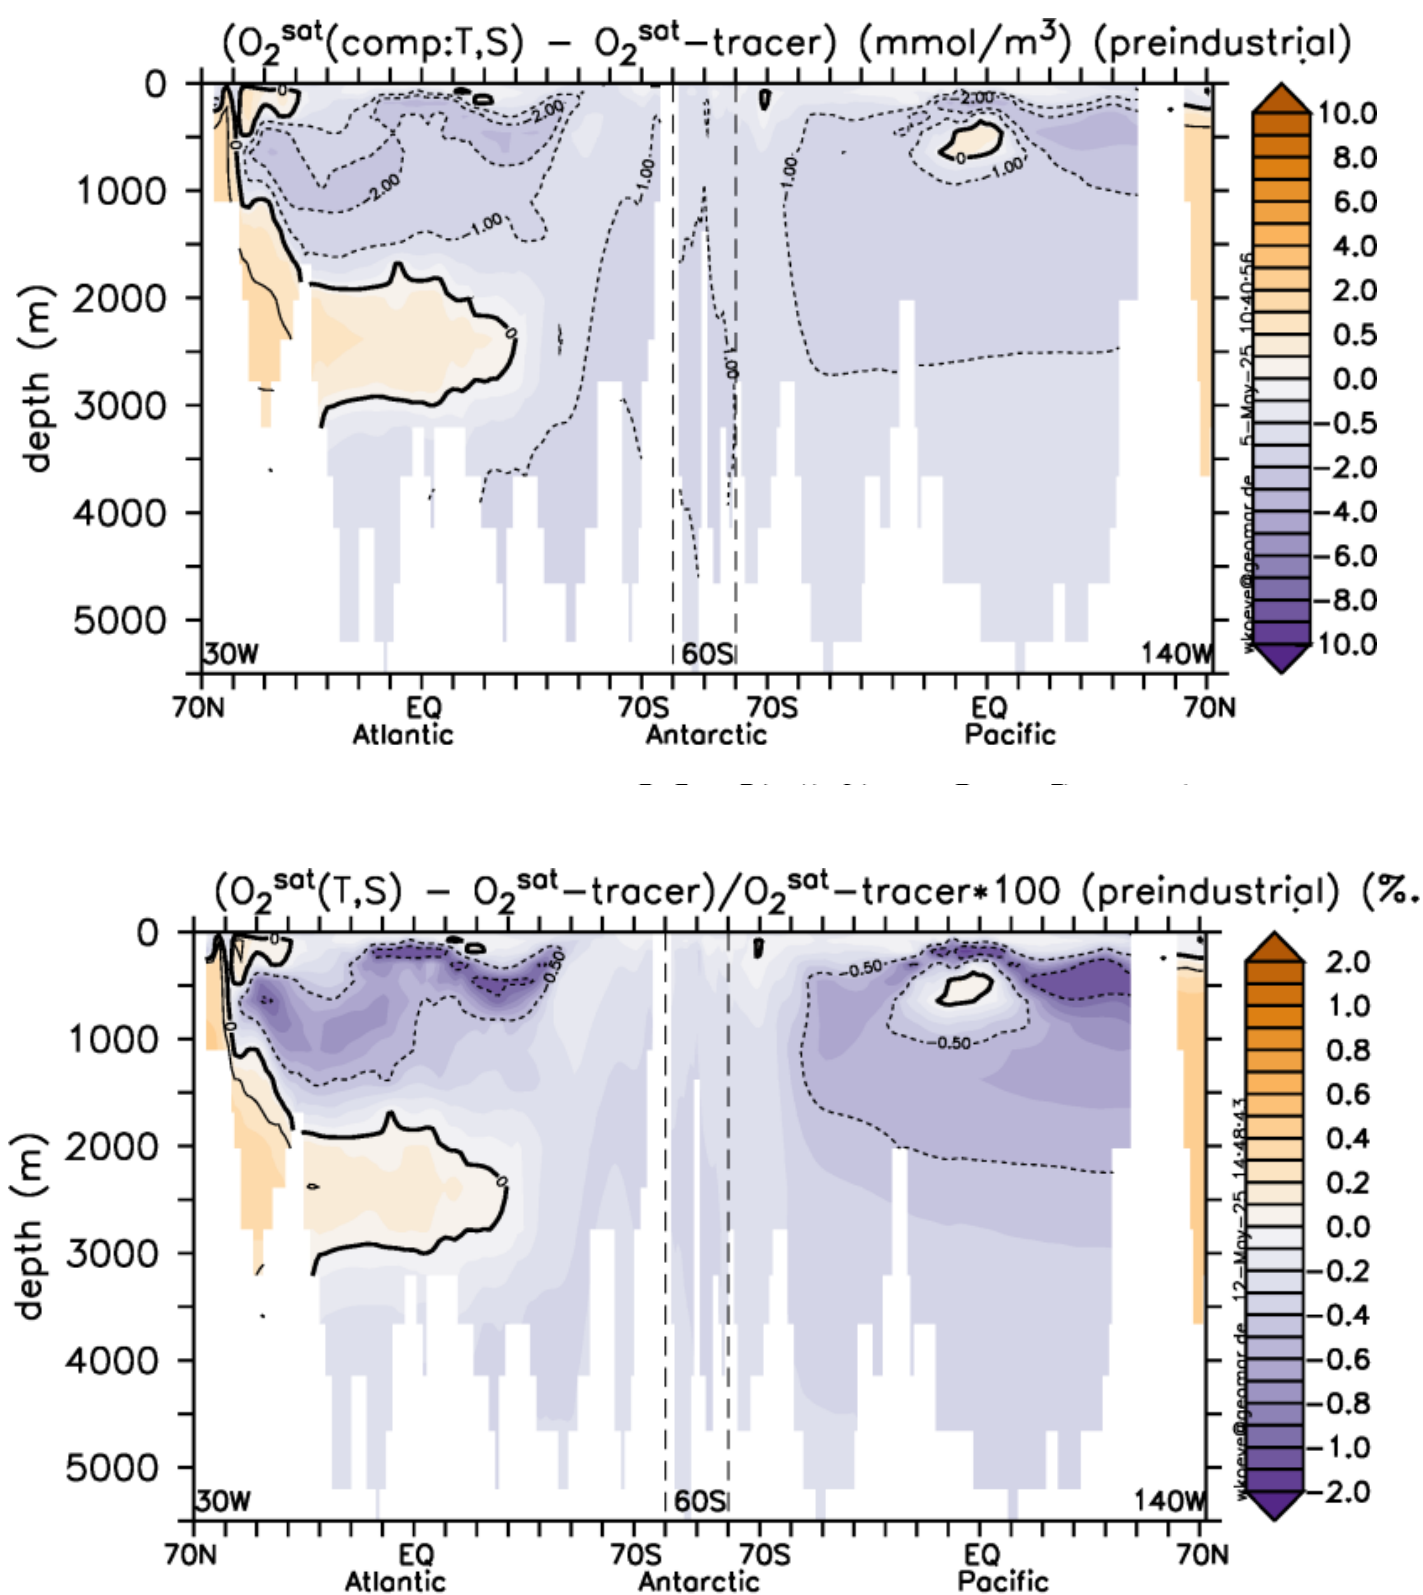 (O₂ˢᵃᵗ(comp:T,S) − O₂ˢᵃᵗ−tracer) (mmol/m³) (preindustrial)
0
1000
2000
3000
4000
5000
depth (m)
0
0
0
0
0
-2.00
-2.00
-1.00
-1.00
1.00
1.00
2.00
-1.00
30W
60S
140W
70N
EQ
70S
70S
EQ
70N
Atlantic
Antarctic
Pacific
10.0
8.0
6.0
4.0
2.0
0.5
0.0
−0.5
−2.0
−4.0
−6.0
−8.0
10.0
wkoeve@geomar.de 5−May−25 10:40:56
(O₂ˢᵃᵗ(T,S) − O₂ˢᵃᵗ−tracer)/O₂ˢᵃᵗ−tracer*100 (preindustrial) (%.
0
1000
2000
3000
4000
5000
depth (m)
0
0
0
0.50
-0.50
-0.50
30W
60S
140W
70N
EQ
70S
70S
EQ
70N
Atlantic
Antarctic
Pacific
2.0
1.0
0.8
0.6
0.4
0.2
0.0
−0.2
−0.4
−0.6
−0.8
−1.0
−2.0
wkoeve@geomar.de 12−May−25 14:48:43